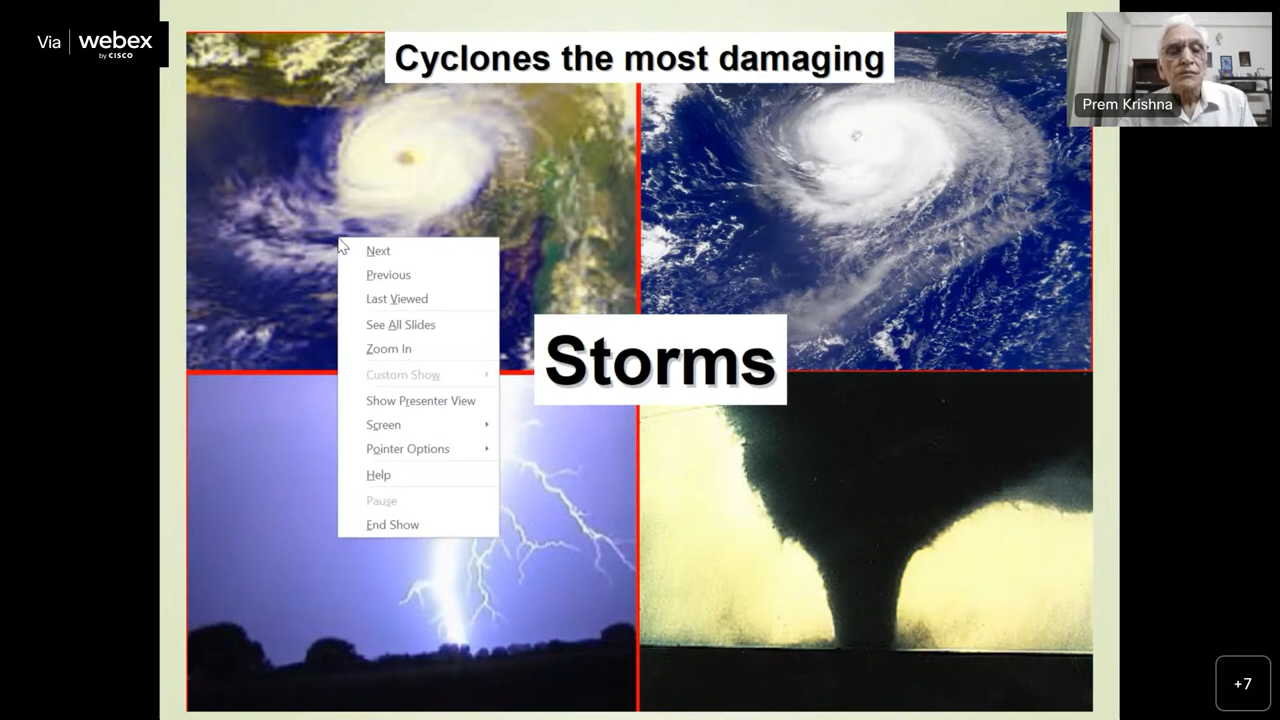 Via webex
by CISCO
Cyclones the most damaging
Prem Krishna
Next
Previous
Last Viewed
See All Slides
Zoom In
Custom Show
Show Presenter View
Screen
Pointer Options
Help
Pause
End Show
Storms
+7